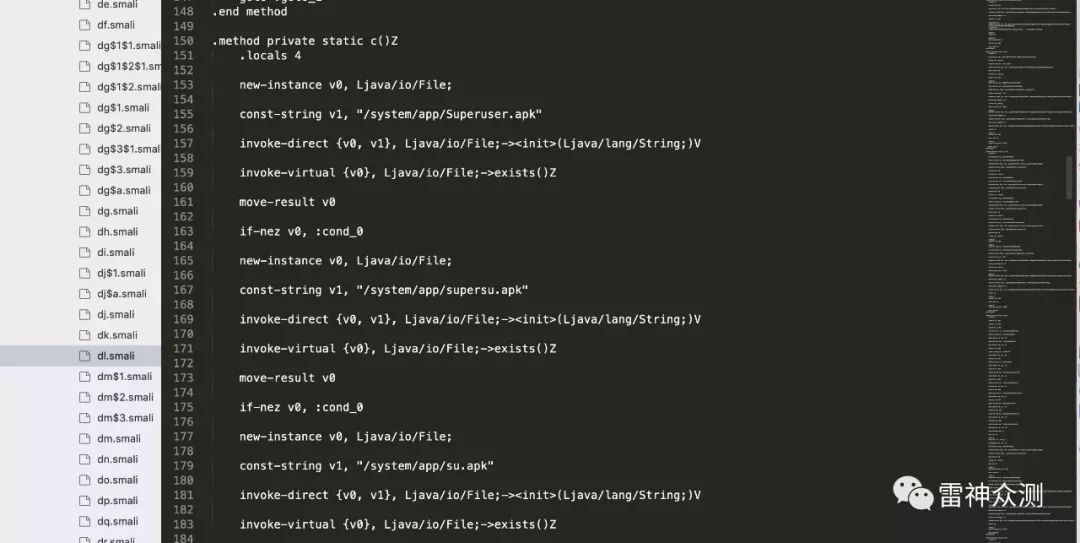 de.smali
df.smali
dg$1$1.smali
dg$1$2$1.sm
dg$1$2.smali
dg$1.smali
dg$2.smali
dg$3$1.smali
dg$3.smali
dg$a.smali
dg.smali
dh.smali
di.smali
dj$1.smali
dj$a.smali
dj.smali
dk.smali
dl.smali
dm$1.smali
dm$2.smali
dm$3.smali
dm.smali
dn.smali
do.smali
dp.smali
dq.smali
dr.smali
148 .end method
149
150 .method private static c()Z
151 .locals 4
152
153 new-instance v0, Ljava/io/File;
154
155 const-string v1, "/system/app/Superuser.apk"
156
157 invoke-direct {v0, v1}, Ljava/io/File;-><init>(Ljava/lang/String;)V
158
159 invoke-virtual {v0}, Ljava/io/File;->exists()Z
160
161 move-result v0
162
163 if-nez v0, :cond_0
164
165 new-instance v0, Ljava/io/File;
166
167 const-string v1, "/system/app/supersu.apk"
168
169 invoke-direct {v0, v1}, Ljava/io/File;-><init>(Ljava/lang/String;)V
170
171 invoke-virtual {v0}, Ljava/io/File;->exists()Z
172
173 move-result v0
174
175 if-nez v0, :cond_0
176
177 new-instance v0, Ljava/io/File;
178
179 const-string v1, "/system/app/su.apk"
180
181 invoke-direct {v0, v1}, Ljava/io/File;-><init>(Ljava/lang/String;)V
182
183 invoke-virtual {v0}, Ljava/io/File;->exists()Z
184
雷神众测